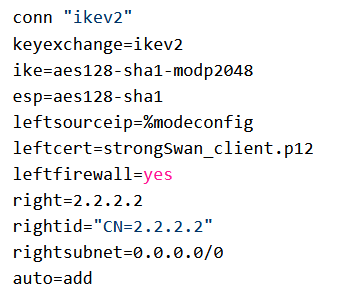 conn "ikev2"
keyexchange=ikev2
ike=aes128-sha1-modp2048
esp=aes128-sha1
leftsourceip=%modeconfig
leftcert=strongSwan_client.p12
leftfirewall=yes
right=2.2.2.2
rightid="CN=2.2.2.2"
rightsubnet=0.0.0.0/0
auto=add